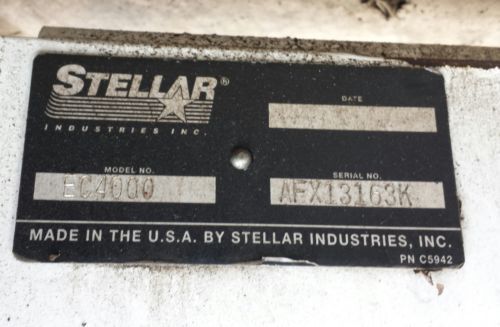 STELLAR®
INDUSTRIES INC.
DATE
MODEL NO.
EC4000
SERIAL NO.
AFX13163K
MADE IN THE U.S.A. BY STELLAR INDUSTRIES, INC.
PN C5942